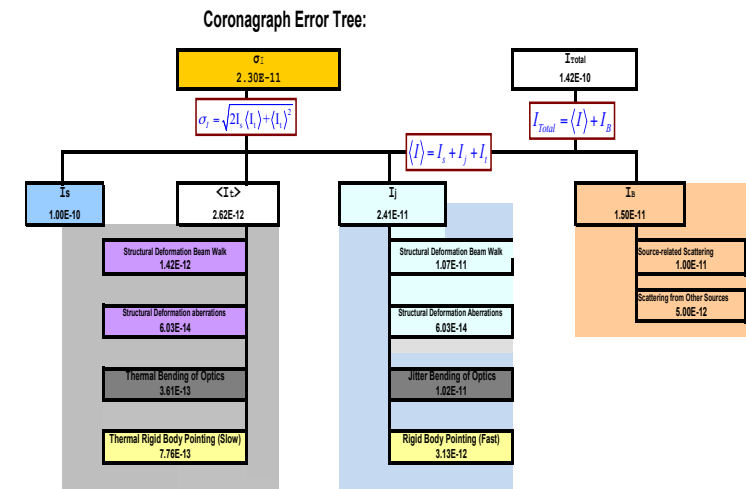 Coronagraph Error Tree:
σI
2.30E-11
ITotal
1.42E-10
σI = √2Is⟨It⟩+⟨It⟩²
ITotal = ⟨I⟩ + IB
⟨I⟩ = Is + Ij + It
Is
1.00E-10
<It>
2.62E-12
Ij
2.41E-11
IB
1.50E-11
Structural Deformation Beam Walk
1.42E-12
Structural Deformation aberrations
6.03E-14
Thermal Bending of Optics
3.61E-13
Thermal Rigid Body Pointing (Slow)
7.76E-13
Structural Deformation Beam Walk
1.07E-11
Structural Deformation Aberrations
6.03E-14
Jitter Bending of Optics
1.02E-11
Rigid Body Pointing (Fast)
3.13E-12
Source-related Scattering
1.00E-11
Scattering from Other Sources
5.00E-12